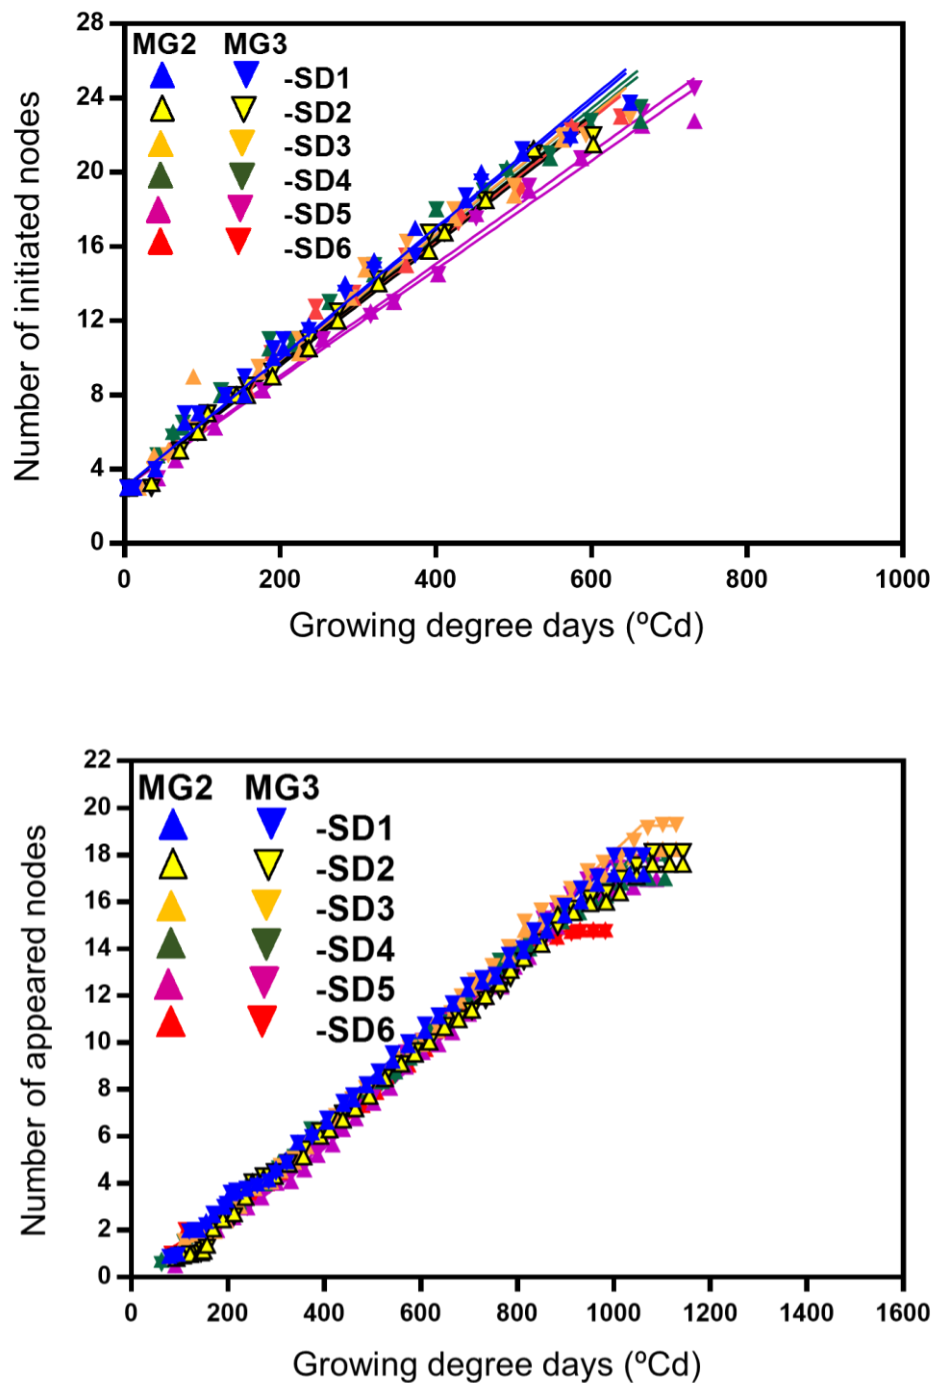 28
24
20
16
12
8
4
0
Number of initiated nodes
MG2 MG3
-SD1
-SD2
-SD3
-SD4
-SD5
-SD6
0 200 400 600 800 1000
Growing degree days (ºCd)
22
20
18
16
14
12
10
8
6
4
2
0
Number of appeared nodes
MG2 MG3
-SD1
-SD2
-SD3
-SD4
-SD5
-SD6
0 200 400 600 800 1000 1200 1400 1600
Growing degree days (ºCd)